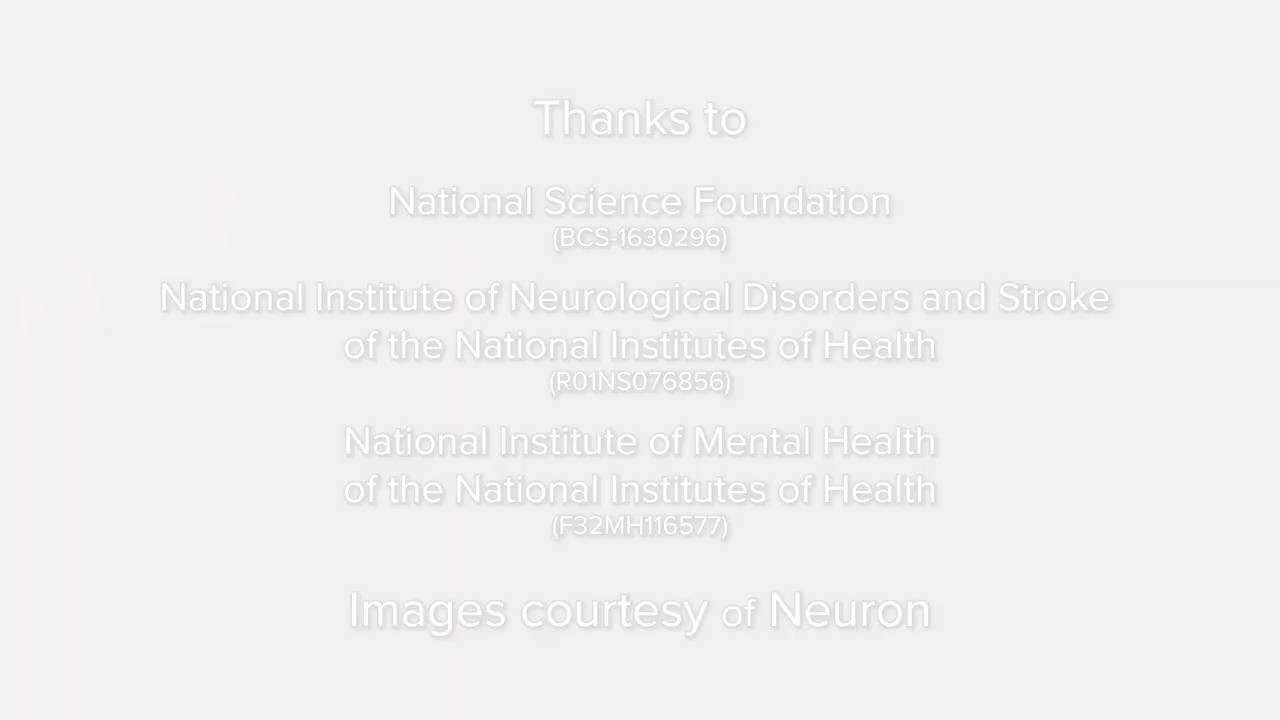 Thanks to
National Science Foundation
(BCS-1630296)
National Institute of Neurological Disorders and Stroke
of the National Institutes of Health
(R01NS076856)
National Institute of Mental Health
of the National Institutes of Health
(F32MH116577)
Images courtesy of Neuron